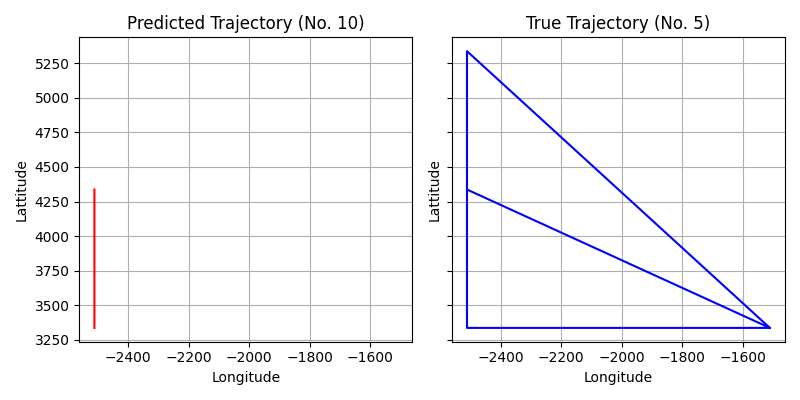 Predicted Trajectory (No. 10)
5250
5000
4750
4500
4250
4000
3750
3500
3250
Lattitude
−2400 −2200 −2000 −1800 −1600
Longitude
True Trajectory (No. 5)
Lattitude
−2400 −2200 −2000 −1800 −1600
Longitude